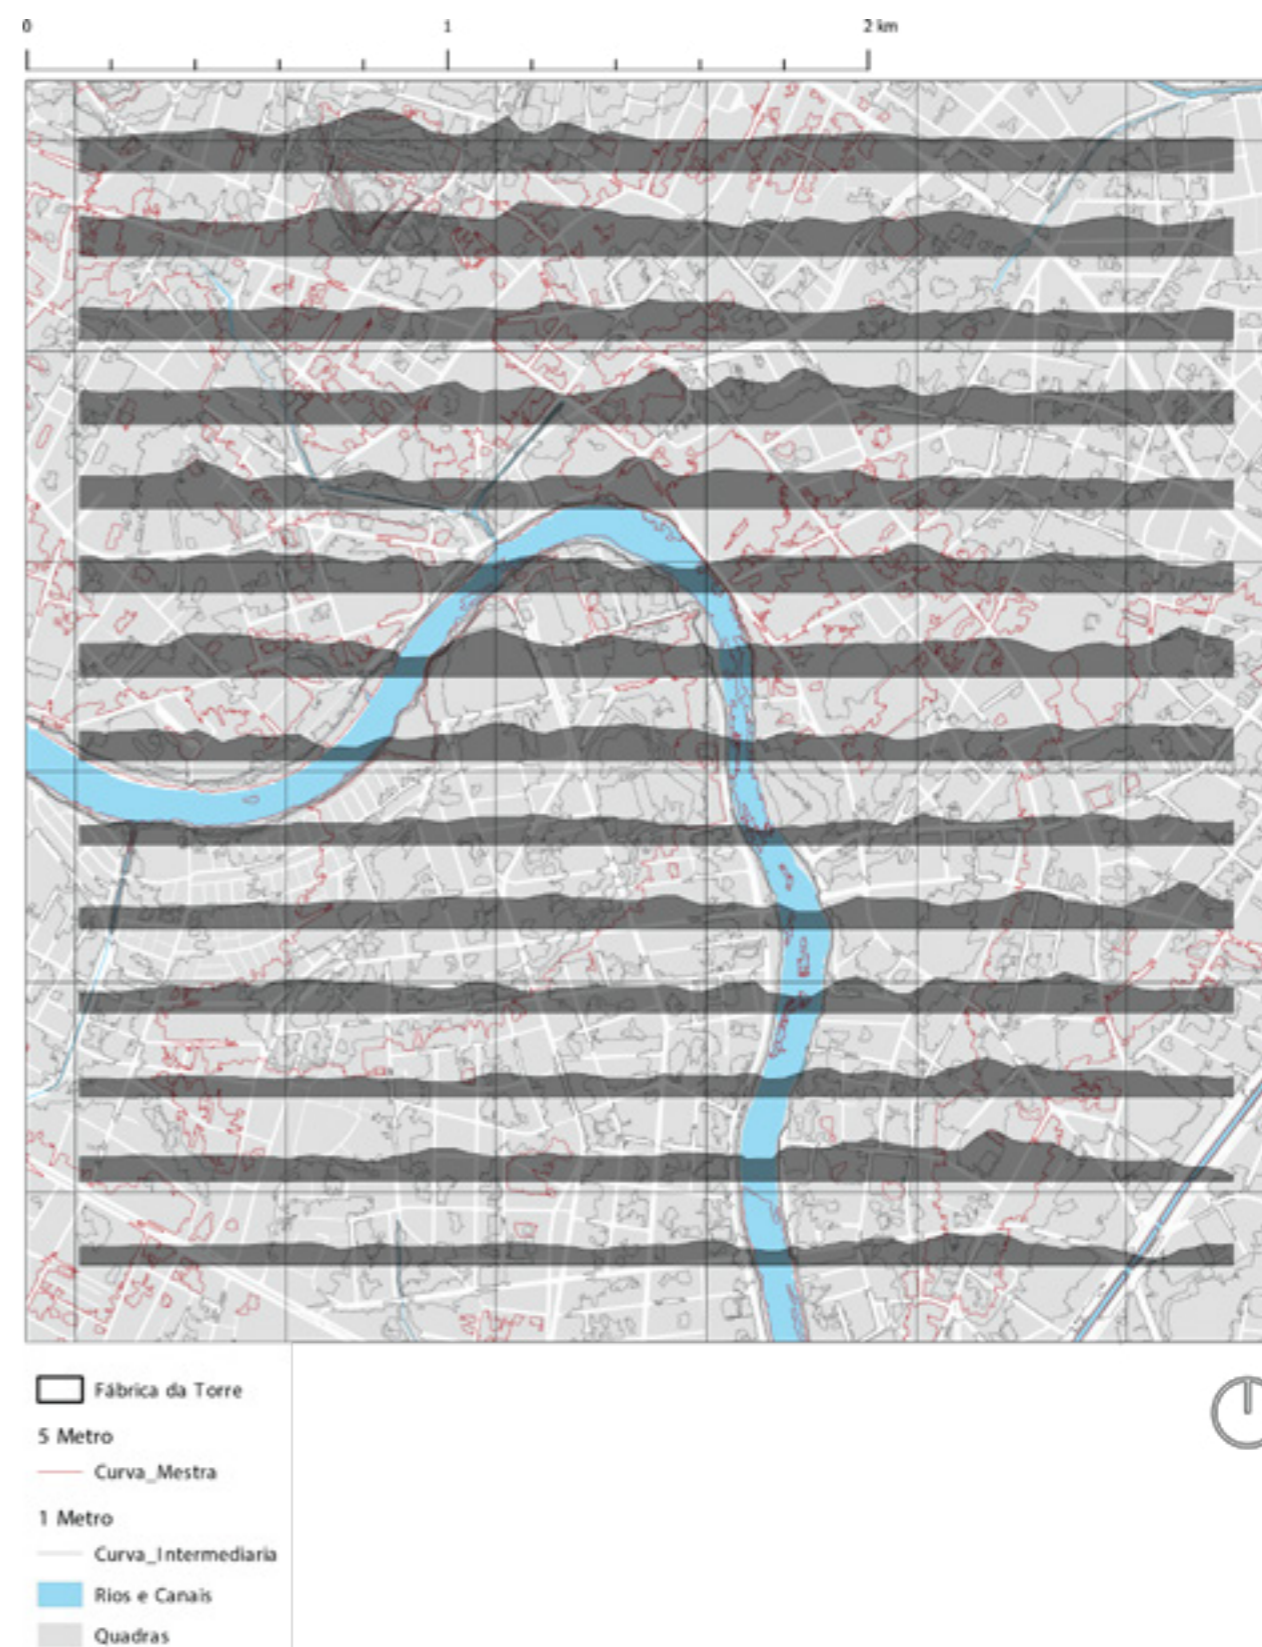 0 1 2 km
Fábrica da Torre
5 Metro
Curva_Mestra
1 Metro
Curva_Intermediaria
Rios e Canais
Quadras